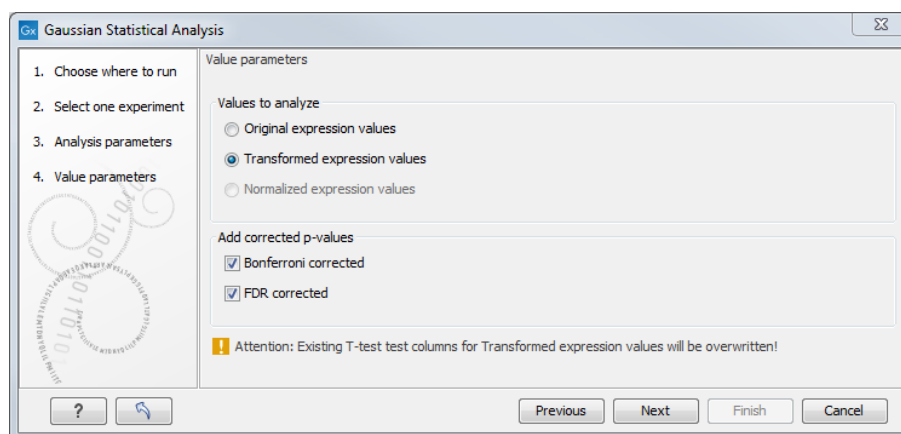 Gx Gaussian Statistical Analysis
1. Choose where to run
2. Select one experiment
3. Analysis parameters
4. Value parameters
Value parameters
Values to analyze
Original expression values
Transformed expression values
Normalized expression values
Add corrected p-values
Bonferroni corrected
FDR corrected
Attention: Existing T-test test columns for Transformed expression values will be overwritten!
? Previous Next Finish Cancel